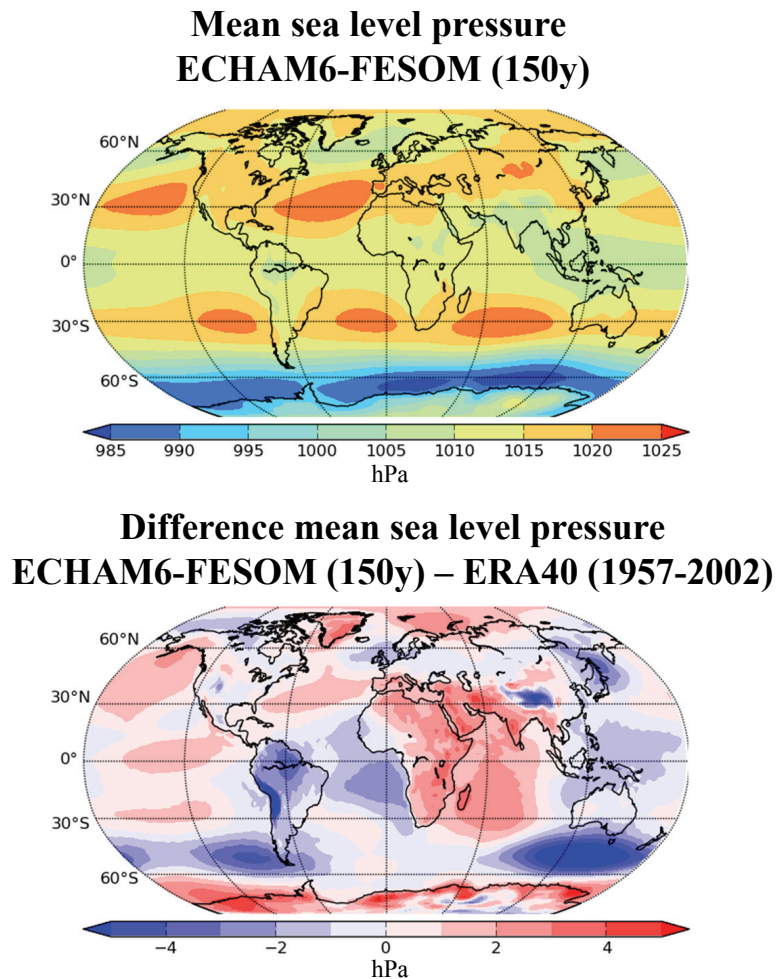 Mean sea level pressure
ECHAM6-FESOM (150y)
60°N
30°N
0°
30°S
60°S
985 990 995 1000 1005 1010 1015 1020 1025
hPa
Difference mean sea level pressure
ECHAM6-FESOM (150y) – ERA40 (1957-2002)
60°N
30°N
0°
30°S
60°S
−4 −2 0 2 4
hPa